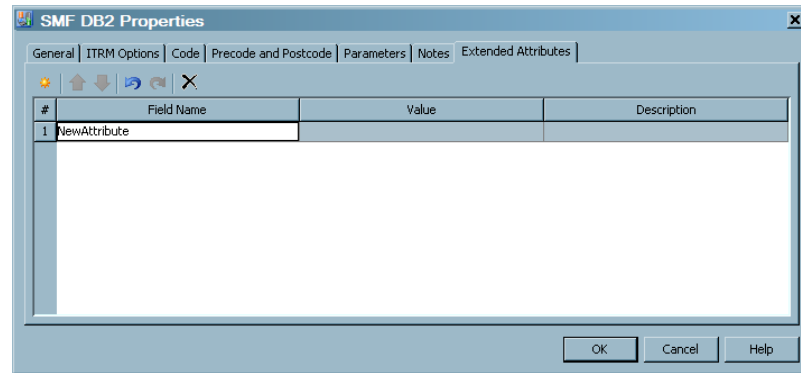 SMF DB2 Properties
General ITRM Options Code Precode and Postcode Parameters Notes Extended Attributes
# Field Name Value Description
1 NewAttribute
OK Cancel Help